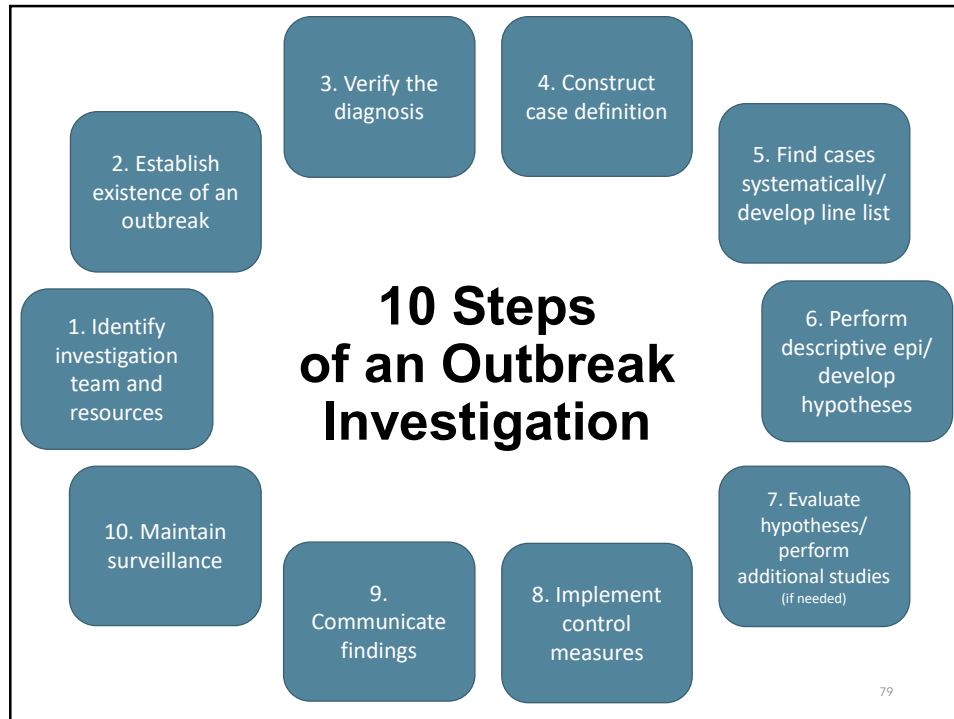 3. Verify the
diagnosis
4. Construct
case definition
2. Establish
existence of an
outbreak
5. Find cases
systematically/
develop line list
10 Steps
of an Outbreak
Investigation
1. Identify
investigation
team and
resources
6. Perform
descriptive epi/
develop
hypotheses
10. Maintain
surveillance
7. Evaluate
hypotheses/
perform
additional studies
(if needed)
9.
Communicate
findings
8. Implement
control
measures
79